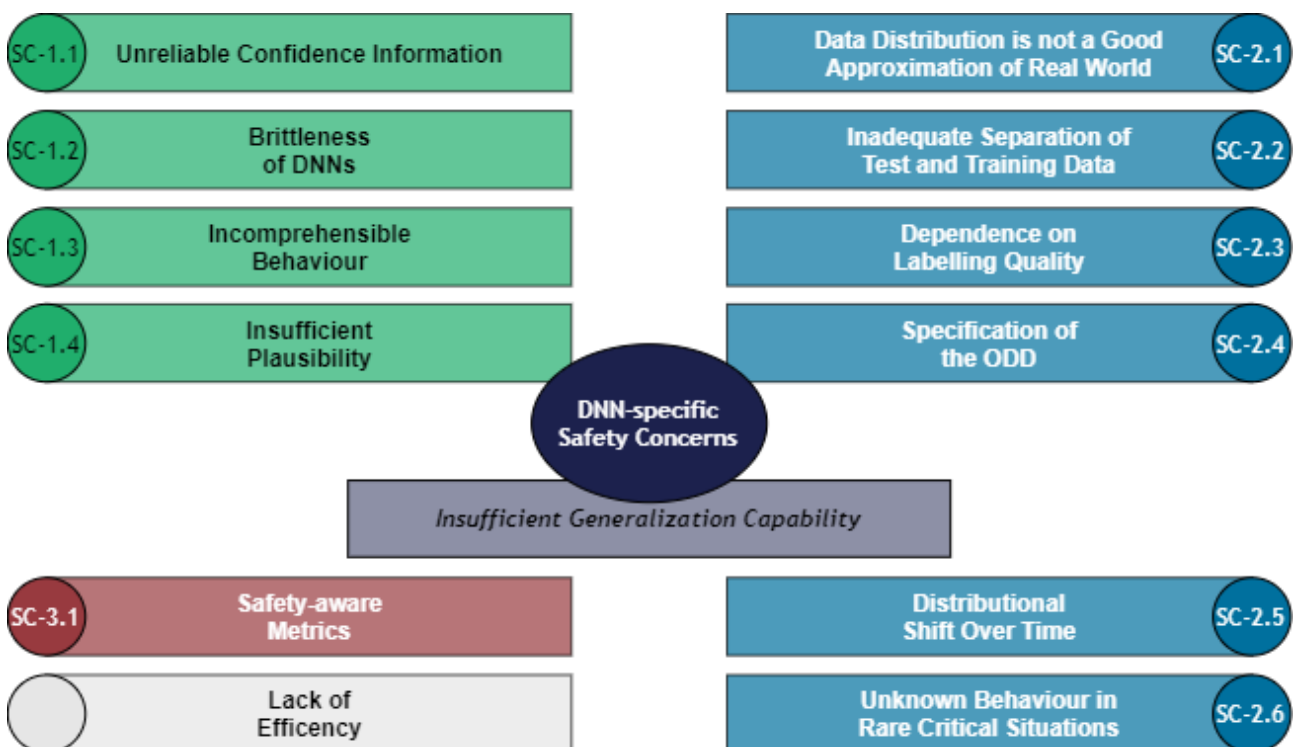 SC-1.1
Unreliable Confidence Information
SC-1.2
Brittleness
of DNNs
SC-1.3
Incomprehensible
Behaviour
SC-1.4
Insufficient
Plausibility
Data Distribution is not a Good
Approximation of Real World
SC-2.1
Inadequate Separation of
Test and Training Data
SC-2.2
Dependence on
Labelling Quality
SC-2.3
Specification of
the ODD
SC-2.4
DNN-specific
Safety Concerns
Insufficient Generalization Capability
SC-3.1
Safety-aware
Metrics
Lack of
Efficency
Distributional
Shift Over Time
SC-2.5
Unknown Behaviour in
Rare Critical Situations
SC-2.6